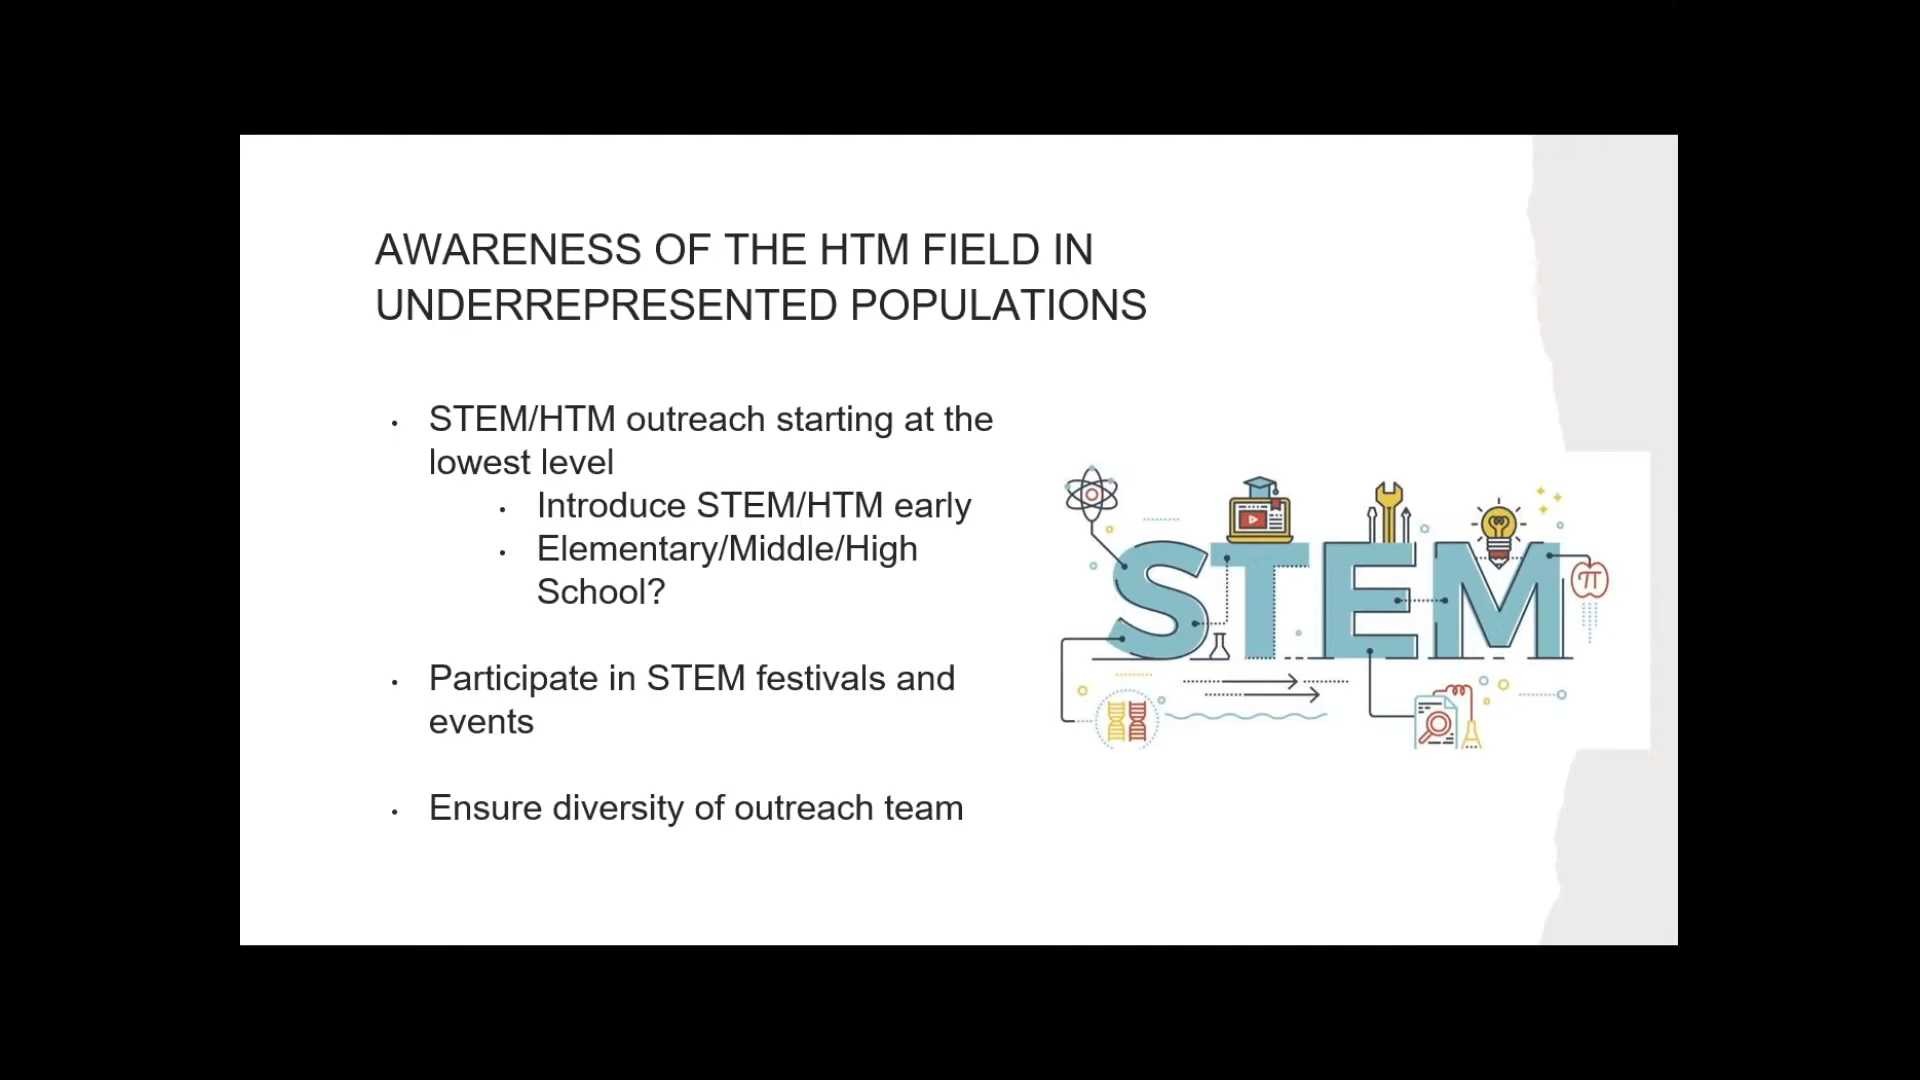 AWARENESS OF THE HTM FIELD IN
UNDERREPRESENTED POPULATIONS
• STEM/HTM outreach starting at the
lowest level
• Introduce STEM/HTM early
• Elementary/Middle/High
School?
• Participate in STEM festivals and
events
• Ensure diversity of outreach team
STEM
π